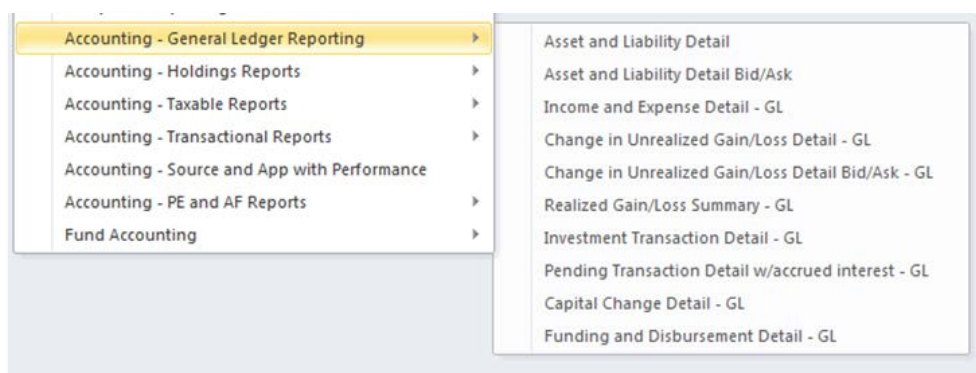 Accounting - General Ledger Reporting
Accounting - Holdings Reports
Accounting - Taxable Reports
Accounting - Transactional Reports
Accounting - Source and App with Performance
Accounting - PE and AF Reports
Fund Accounting
Asset and Liability Detail
Asset and Liability Detail Bid/Ask
Income and Expense Detail - GL
Change in Unrealized Gain/Loss Detail - GL
Change in Unrealized Gain/Loss Detail Bid/Ask - GL
Realized Gain/Loss Summary - GL
Investment Transaction Detail - GL
Pending Transaction Detail w/accrued interest - GL
Capital Change Detail - GL
Funding and Disbursement Detail - GL